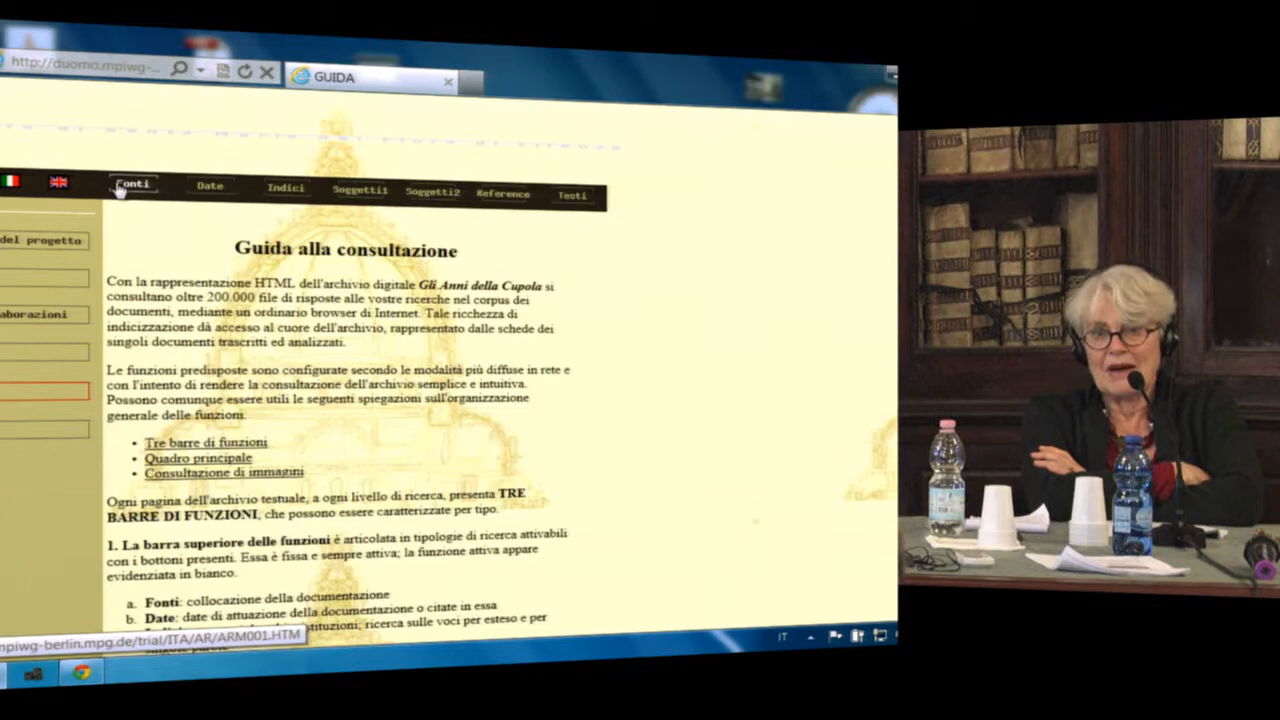 http://duomo.mpiwg-...
GUIDA
Fonti
Date
Indici
Soggetti1
Soggetti2
Reference
Testi
del progetto
aborazioni
Guida alla consultazione
Con la rappresentazione HTML dell'archivio digitale Gli Anni della Cupola si
consultano oltre 200.000 file di risposte alle vostre ricerche nel corpus dei
documenti, mediante un ordinario browser di Internet. Tale ricchezza di
indicizzazione dà accesso al cuore dell'archivio, rappresentato dalle schede dei
singoli documenti trascritti ed analizzati.
Le funzioni predisposte sono configurate secondo le modalità più diffuse in rete e
con l'intento di rendere la consultazione dell'archivio semplice e intuitiva.
Possono comunque essere utili le seguenti spiegazioni sull'organizzazione
generale delle funzioni.
• Tre barre di funzioni
• Quadro principale
• Consultazione di immagini
Ogni pagina dell'archivio testuale, a ogni livello di ricerca, presenta TRE
BARRE DI FUNZIONI, che possono essere caratterizzate per tipo.
1. La barra superiore delle funzioni è articolata in tipologie di ricerca attivabili
con i bottoni presenti. Essa è fissa e sempre attiva; la funzione attiva appare
evidenziata in bianco.
a. Fonti: collocazione della documentazione
b. Date: date di attuazione della documentazione o citate in essa
stituzioni; ricerca sulle voci per esteso e per
mpiwg-berlin.mpg.de/trial/ITA/AR/ARM001.HTM
IT